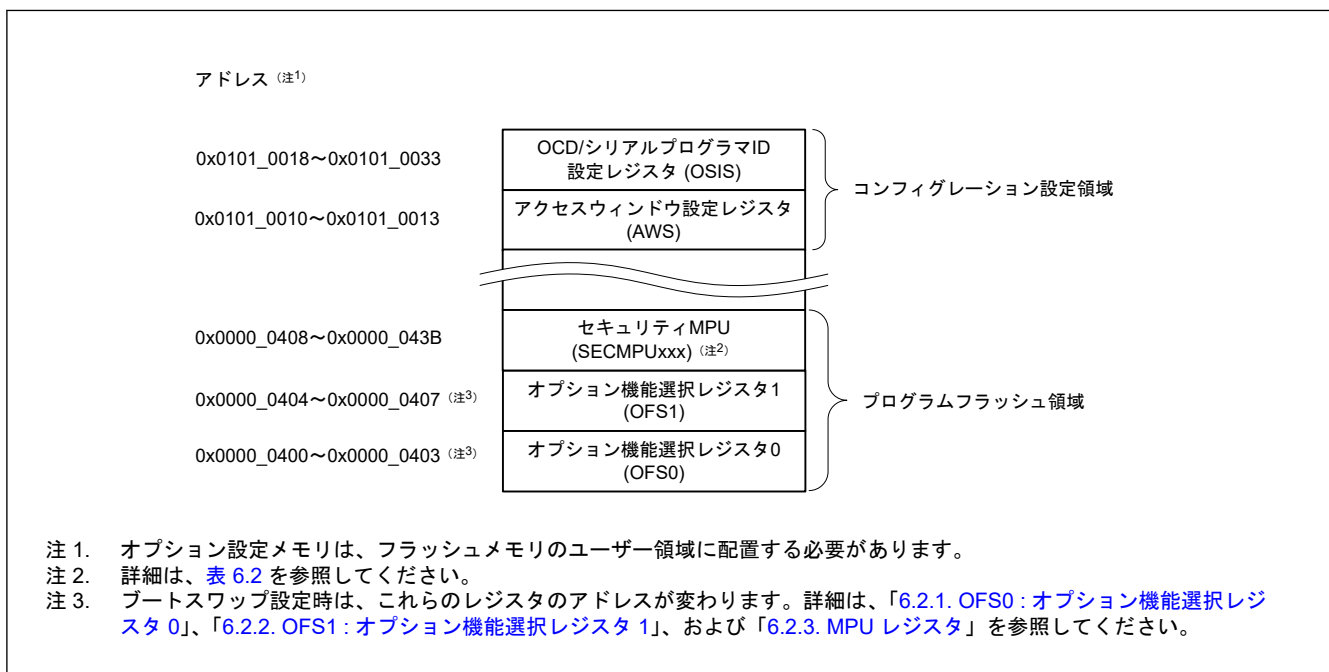 アドレス（注1）
0x0101_0018～0x0101_0033
OCD/シリアルプログラマID
設定レジスタ (OSIS)
コンフィグレーション設定領域
0x0101_0010～0x0101_0013
アクセスウィンドウ設定レジスタ
(AWS)
0x0000_0408～0x0000_043B
セキュリティMPU
(SECMPUxxx)（注2）
0x0000_0404～0x0000_0407（注3）
オプション機能選択レジスタ1
(OFS1)
プログラムフラッシュ領域
0x0000_0400～0x0000_0403（注3）
オプション機能選択レジスタ0
(OFS0)
注 1. オプション設定メモリは、フラッシュメモリのユーザー領域に配置する必要があります。
注 2. 詳細は、表 6.2 を参照してください。
注 3. ブートスワップ設定時は、これらのレジスタのアドレスが変わります。詳細は、「6.2.1. OFS0 : オプション機能選択レジ
スタ 0」、「6.2.2. OFS1 : オプション機能選択レジスタ 1」、および「6.2.3. MPU レジスタ」を参照してください。